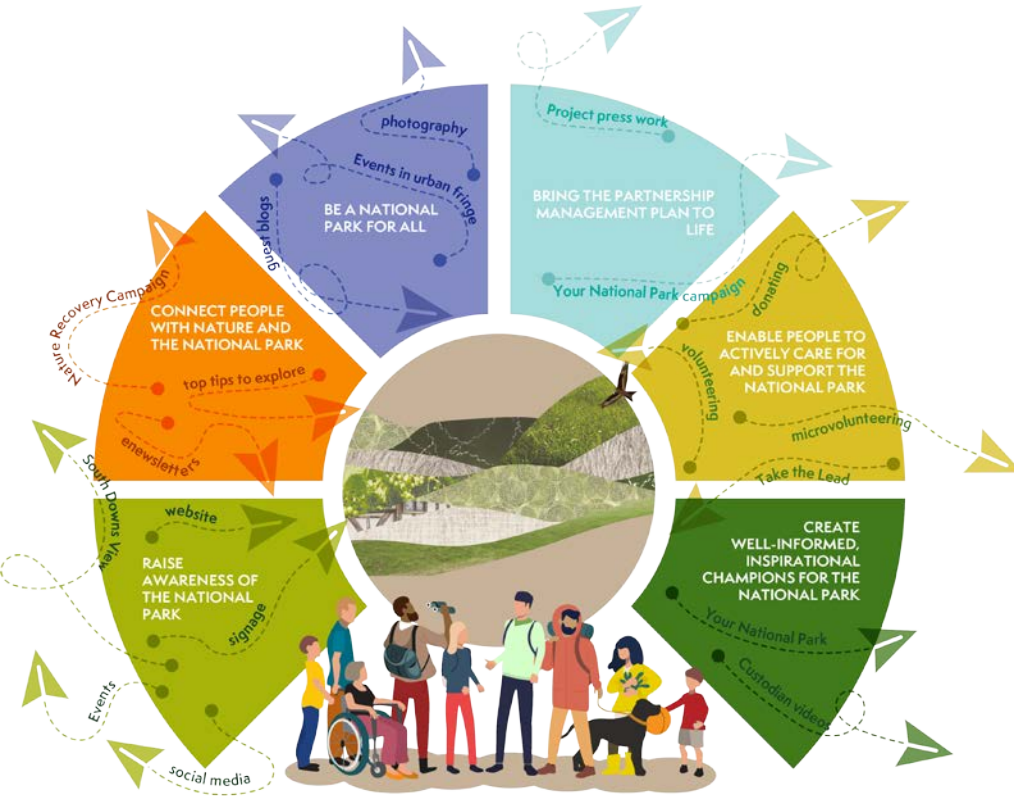 Project press work
photography
Events in urban fringe
guest blogs
BE A NATIONAL
PARK FOR ALL
BRING THE PARTNERSHIP
MANAGEMENT PLAN TO
LIFE
Your National Park campaign
donating
Nature Recovery Campaign
CONNECT PEOPLE
WITH NATURE AND
THE NATIONAL PARK
top tips to explore
enewsletters
ENABLE PEOPLE TO
ACTIVELY CARE FOR
AND SUPPORT THE
NATIONAL PARK
volunteering
microvolunteering
Take the Lead
South Downs View
website
RAISE
AWARENESS OF
THE NATIONAL
PARK
signage
Events
social media
CREATE
WELL-INFORMED,
INSPIRATIONAL
CHAMPIONS FOR THE
NATIONAL PARK
Your National Park
Custodian videos